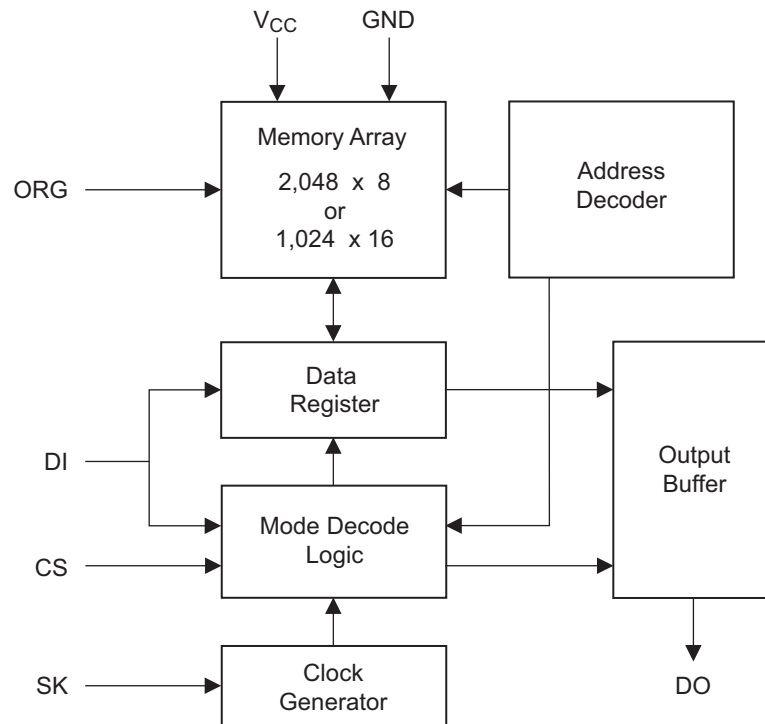 VCC
GND
Memory Array
2,048 x 8
or
1,024 x 16
Address
Decoder
ORG
Data
Register
DI
Output
Buffer
Mode Decode
Logic
CS
SK
Clock
Generator
DO